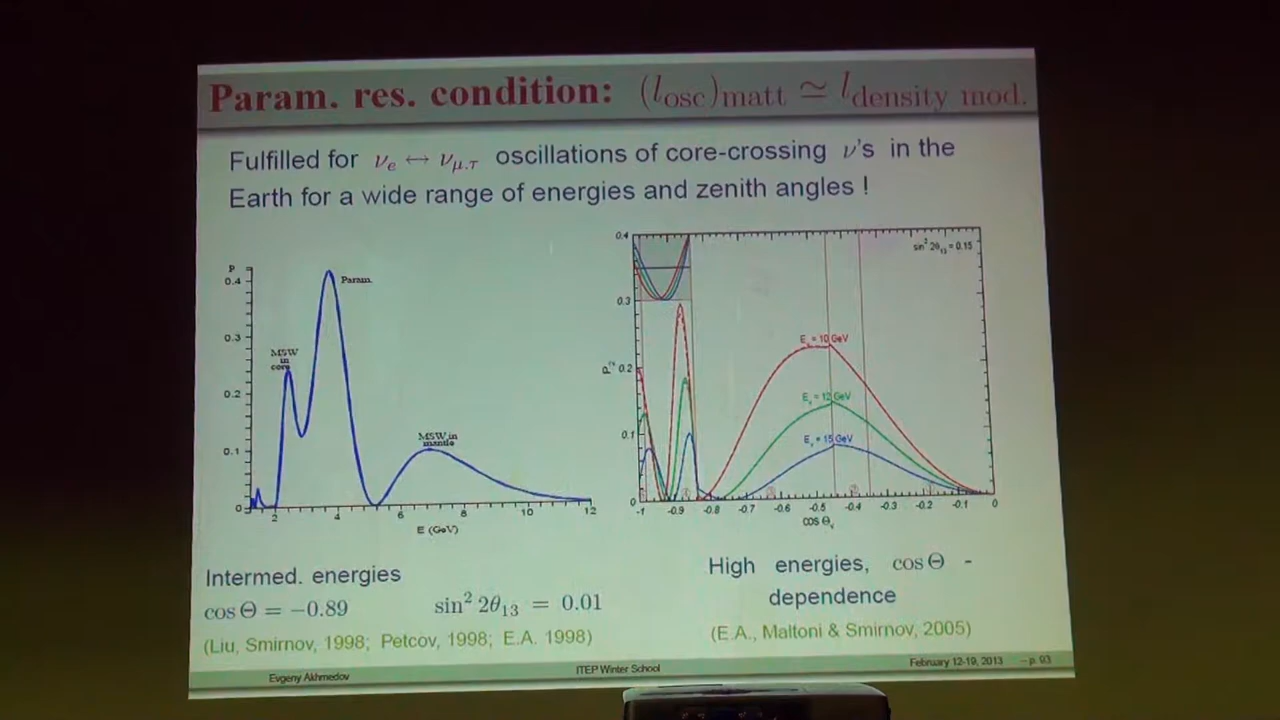 Param. res. condition: (l_osc)_matt ≃ l_density mod.
Fulfilled for ν_e ↔ ν_μ,τ oscillations of core-crossing ν's in the
Earth for a wide range of energies and zenith angles !
P
0.4
0.3
0.2
0.1
0
Param.
MSW
in
core
MSW in
mantle
2 4 6 8 10 12
E (GeV)
0.4
0.3
0.2
0.1
0
sin² 2θ₁₃ = 0.15
E_ν = 10 GeV
E_ν = 12 GeV
E_ν = 15 GeV
-1 -0.9 -0.8 -0.7 -0.6 -0.5 -0.4 -0.3 -0.2 -0.1 0
cos Θ_ν
Intermed. energies
cos Θ = −0.89 sin² 2θ₁₃ = 0.01
(Liu, Smirnov, 1998; Petcov, 1998; E.A. 1998)
High energies, cos Θ -
dependence
(E.A., Maltoni & Smirnov, 2005)
Evgeny Akhmedov
ITEP Winter School
February 12-19, 2013 – p. 93